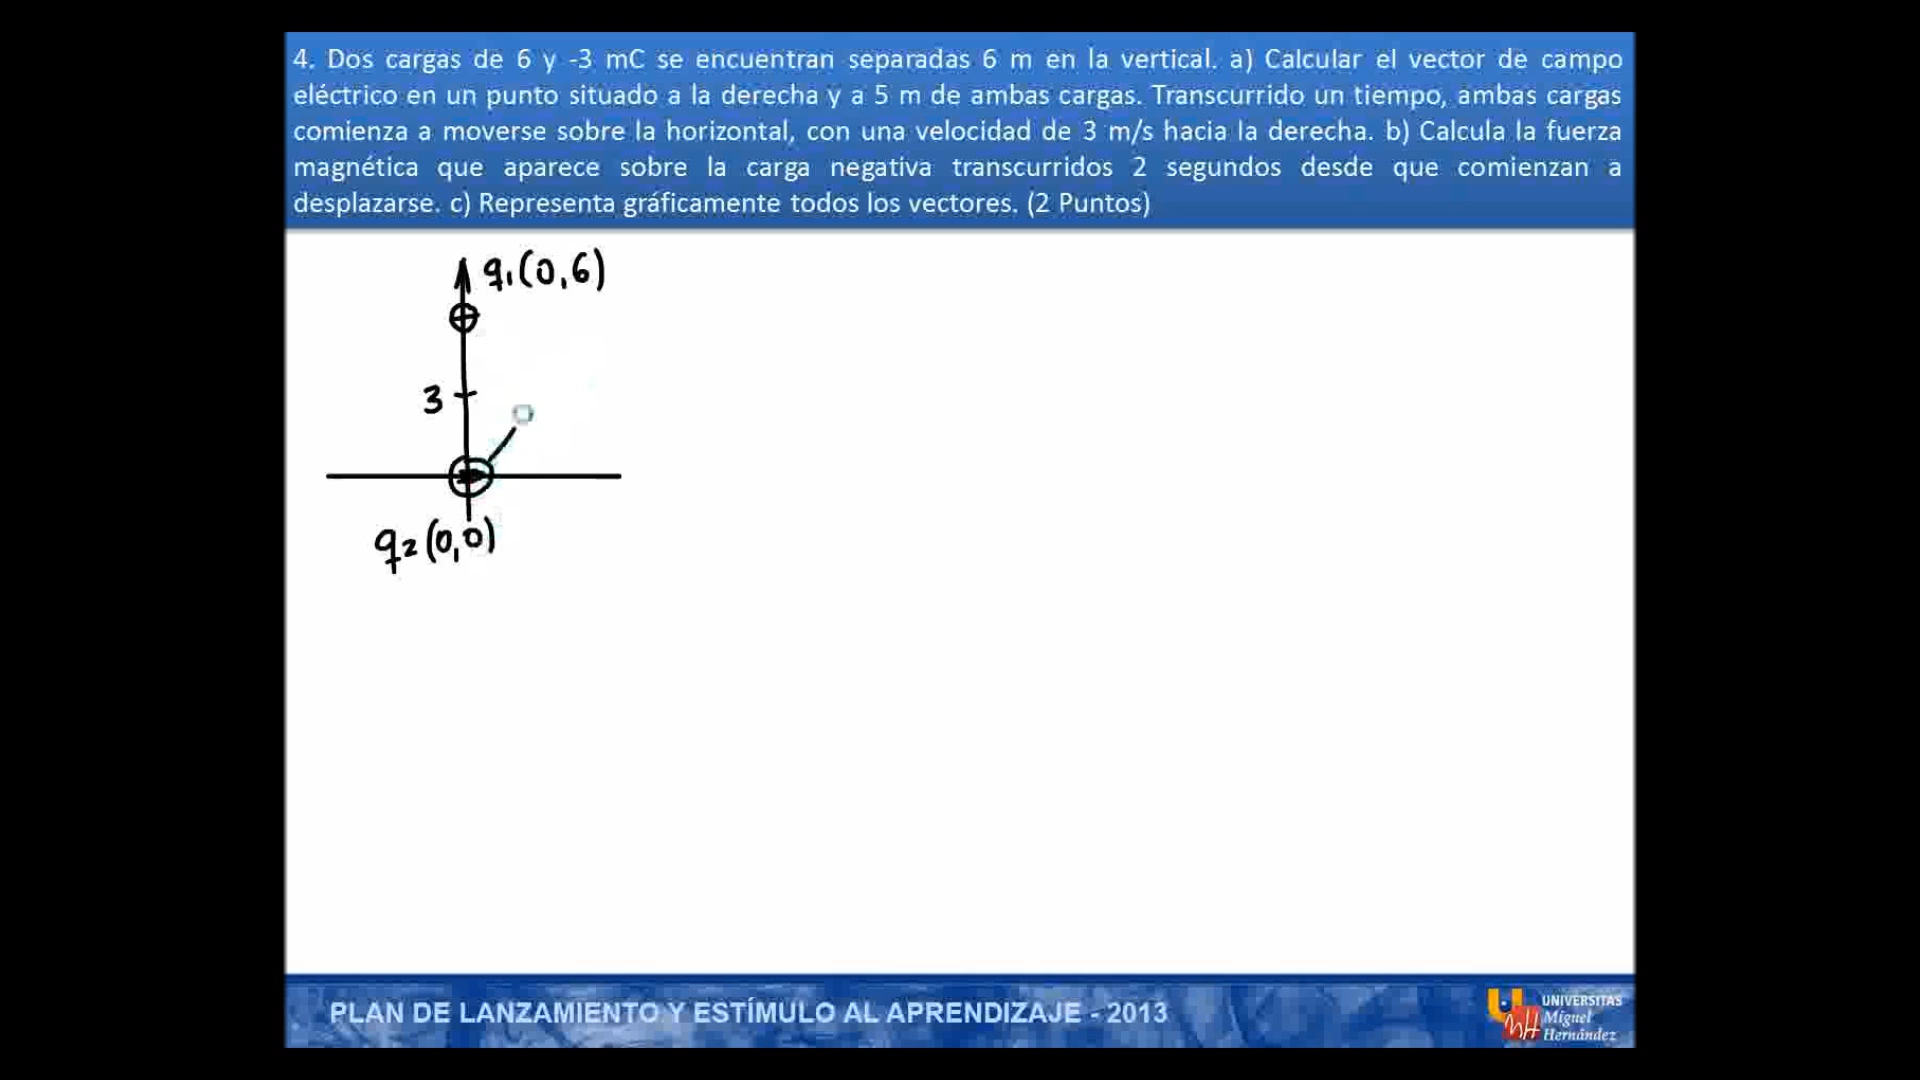 4. Dos cargas de 6 y -3 mC se encuentran separadas 6 m en la vertical. a) Calcular el vector de campo
eléctrico en un punto situado a la derecha y a 5 m de ambas cargas. Transcurrido un tiempo, ambas cargas
comienza a moverse sobre la horizontal, con una velocidad de 3 m/s hacia la derecha. b) Calcula la fuerza
magnética que aparece sobre la carga negativa transcurridos 2 segundos desde que comienzan a
desplazarse. c) Representa gráficamente todos los vectores. (2 Puntos)
q₁(0,6)
3
q₂(0,0)
PLAN DE LANZAMIENTO Y ESTÍMULO AL APRENDIZAJE - 2013
UNIVERSITAS
Miguel
Hernández